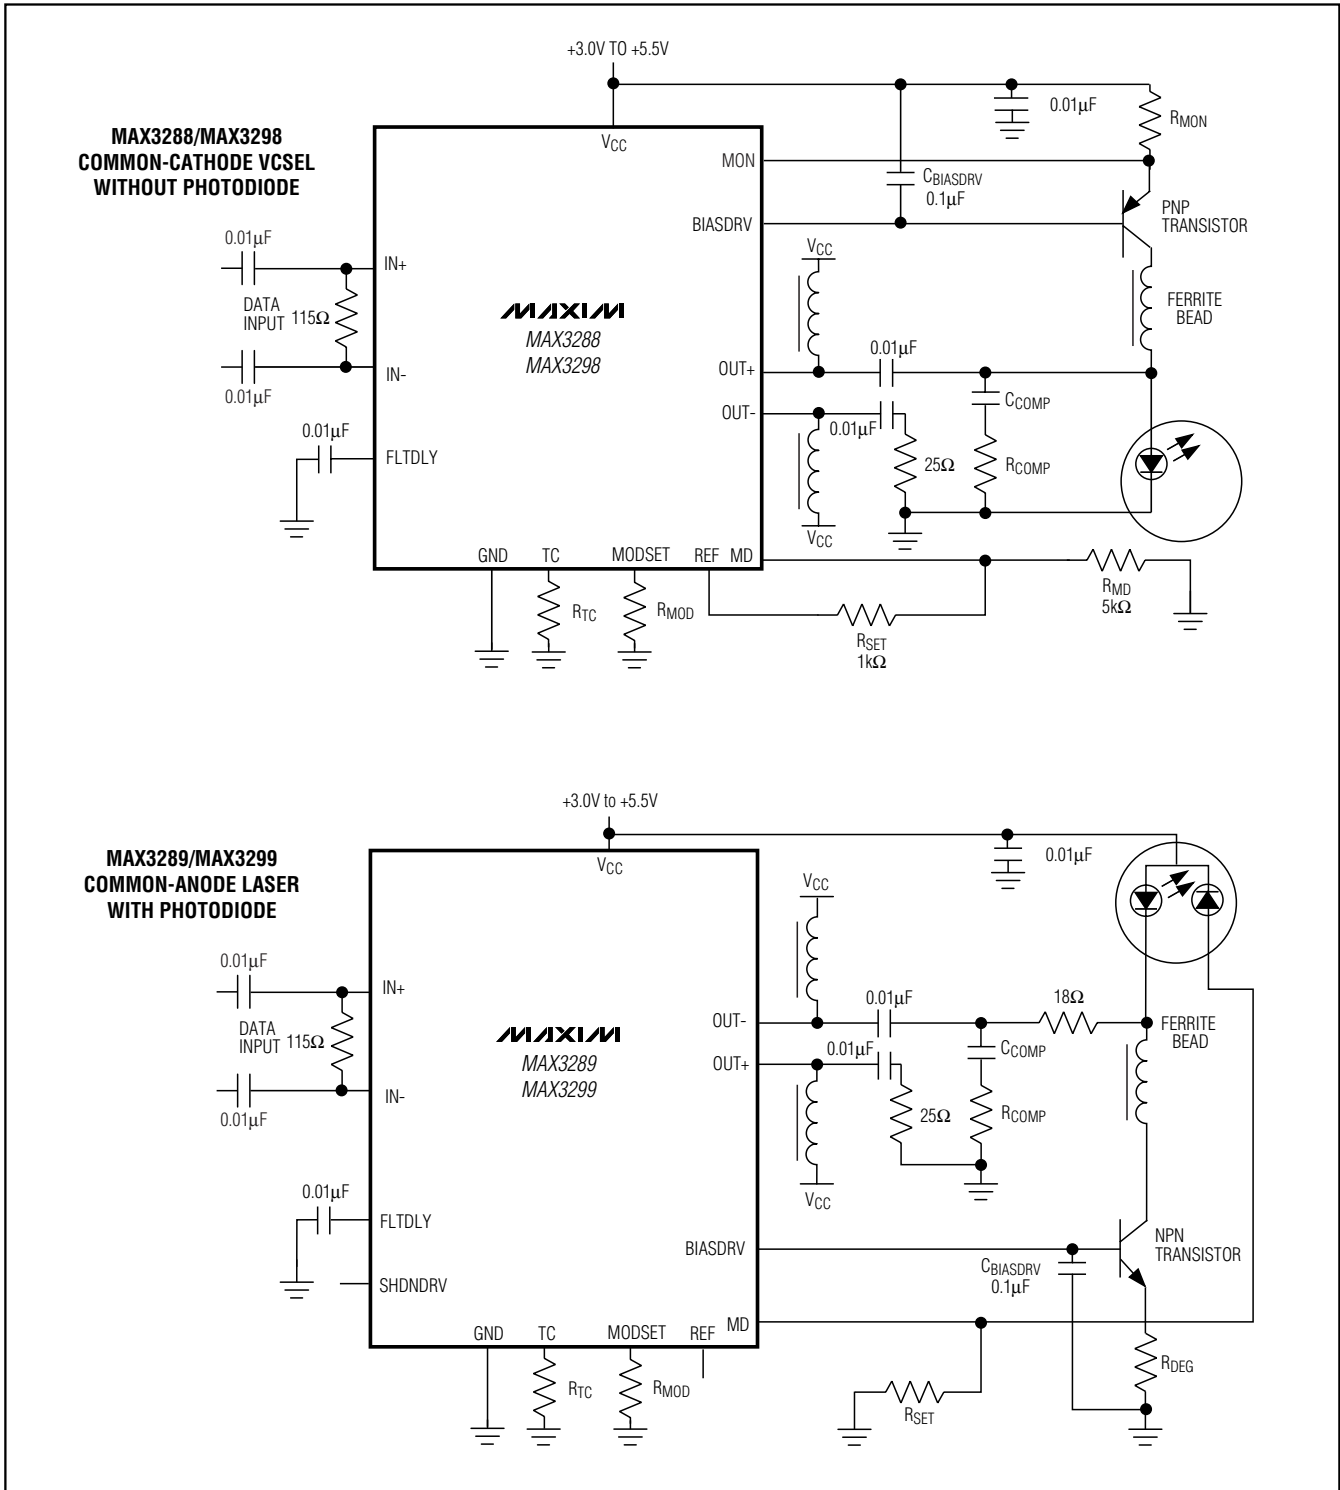 +3.0V TO +5.5V
MAX3288/MAX3298
COMMON-CATHODE VCSEL
WITHOUT PHOTODIODE
VCC
0.01µF
RMON
MON
CBIASDRV
0.1µF
BIASDRV
PNP
TRANSISTOR
0.01µF
IN+
DATA
INPUT
115Ω
IN-
0.01µF
MAXIM
MAX3288
MAX3298
VCC
FERRITE
BEAD
0.01µF
OUT+
OUT-
CCOMP
0.01µF
25Ω
RCOMP
VCC
0.01µF
FLTDLY
GND
TC
MODSET
REF
MD
RTC
RMOD
RSET
1kΩ
RMD
5kΩ
+3.0V to +5.5V
MAX3289/MAX3299
COMMON-ANODE LASER
WITH PHOTODIODE
VCC
0.01µF
VCC
0.01µF
IN+
DATA
INPUT
115Ω
IN-
0.01µF
MAXIM
MAX3289
MAX3299
0.01µF
18Ω
OUT-
FERRITE
BEAD
0.01µF
CCOMP
OUT+
25Ω
RCOMP
VCC
0.01µF
FLTDLY
SHDNDRV
BIASDRV
NPN
TRANSISTOR
CBIASDRV
0.1µF
GND
TC
MODSET
REF
MD
RTC
RMOD
RSET
RDEG